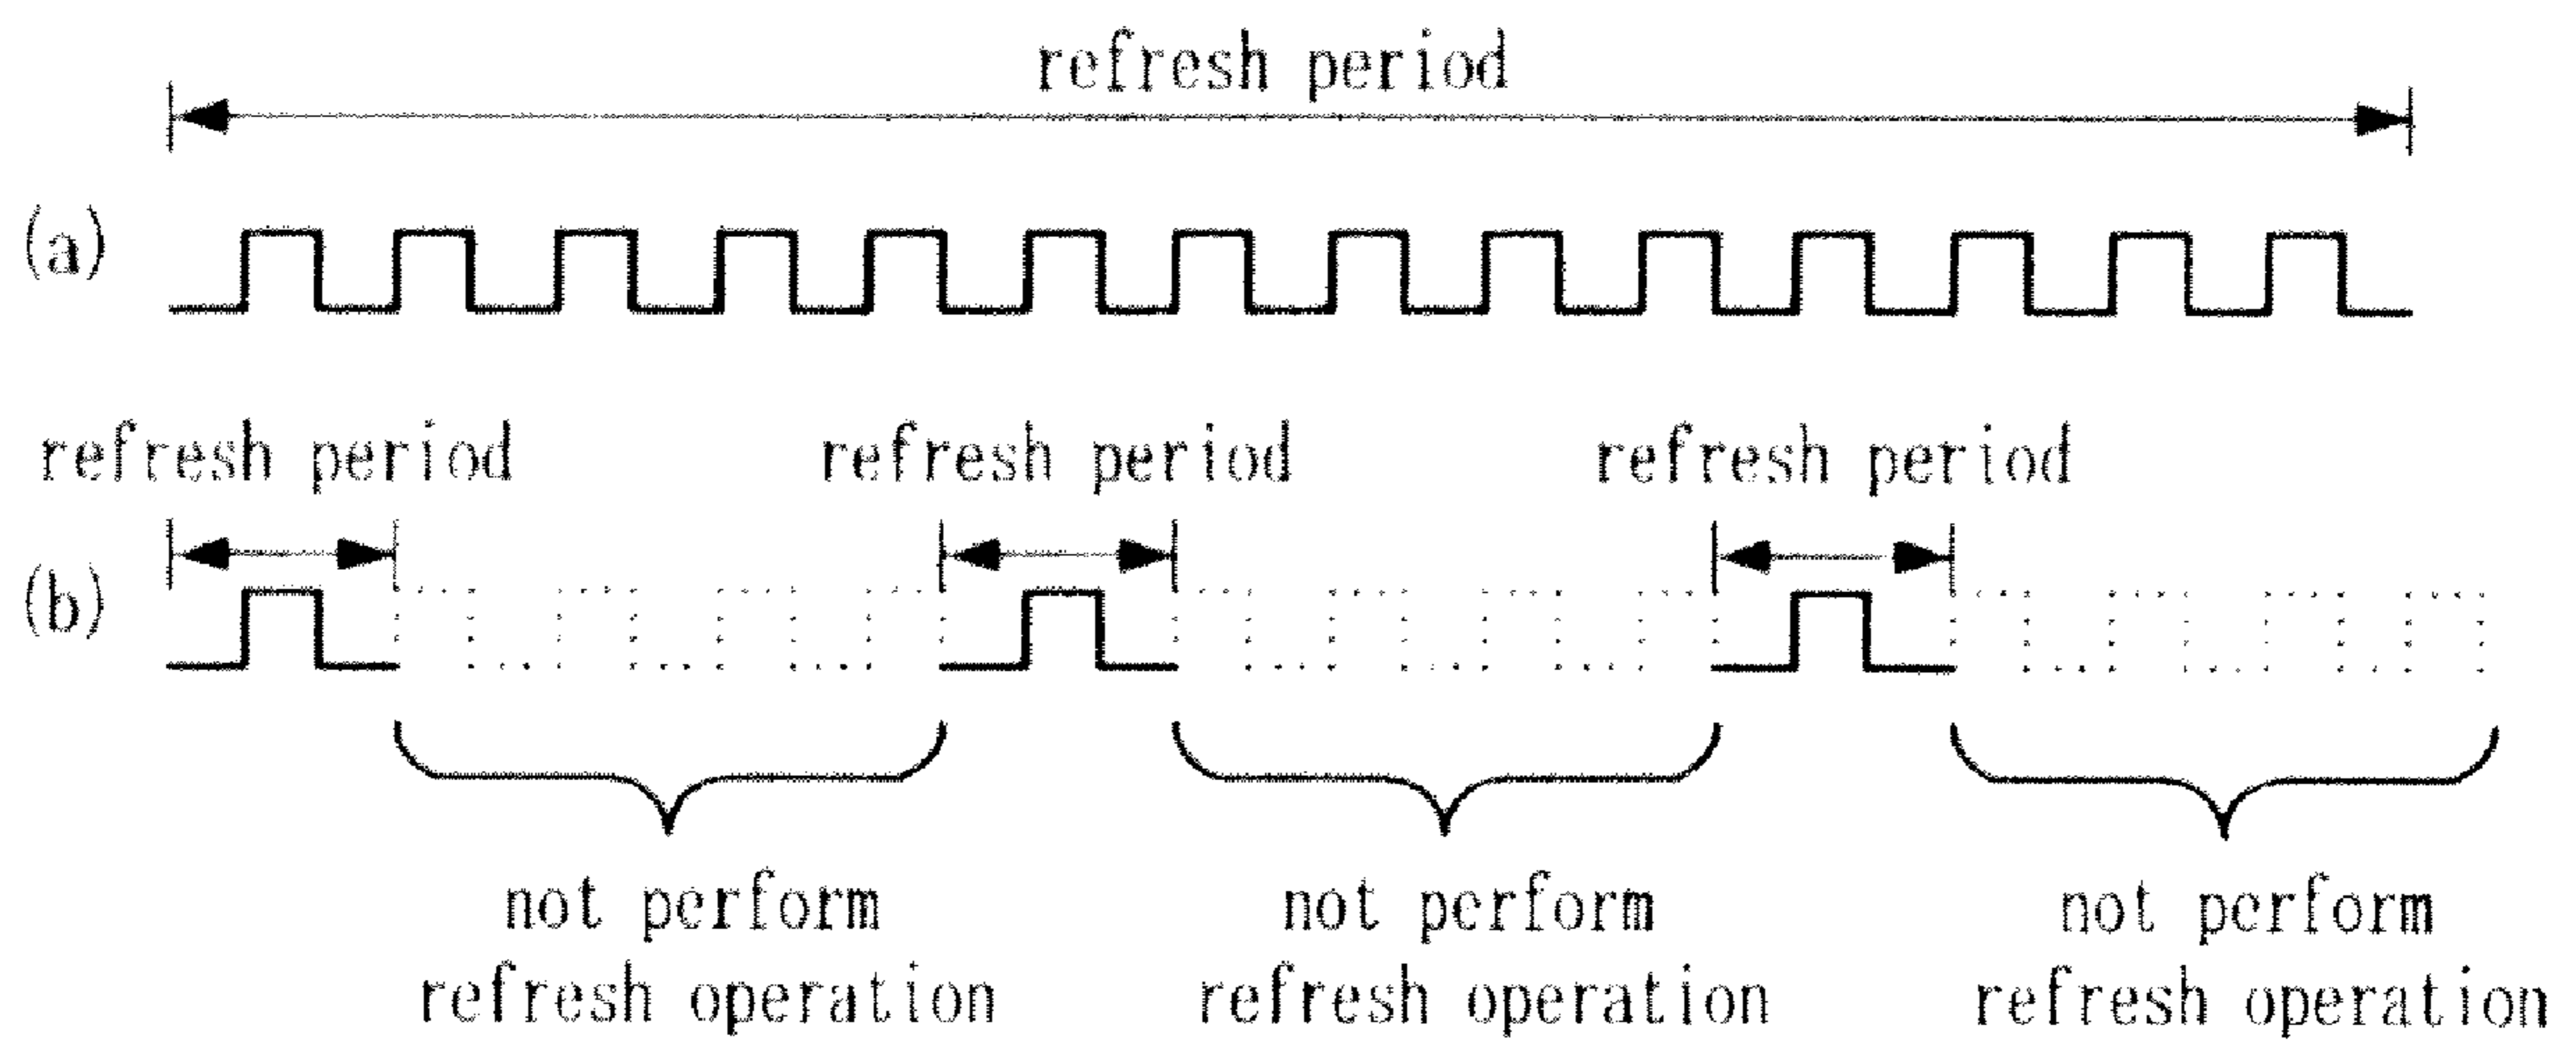 refresh period
(a)
refresh period refresh period refresh period
(b)
not perform not perform not perform
refresh operation refresh operation refresh operation